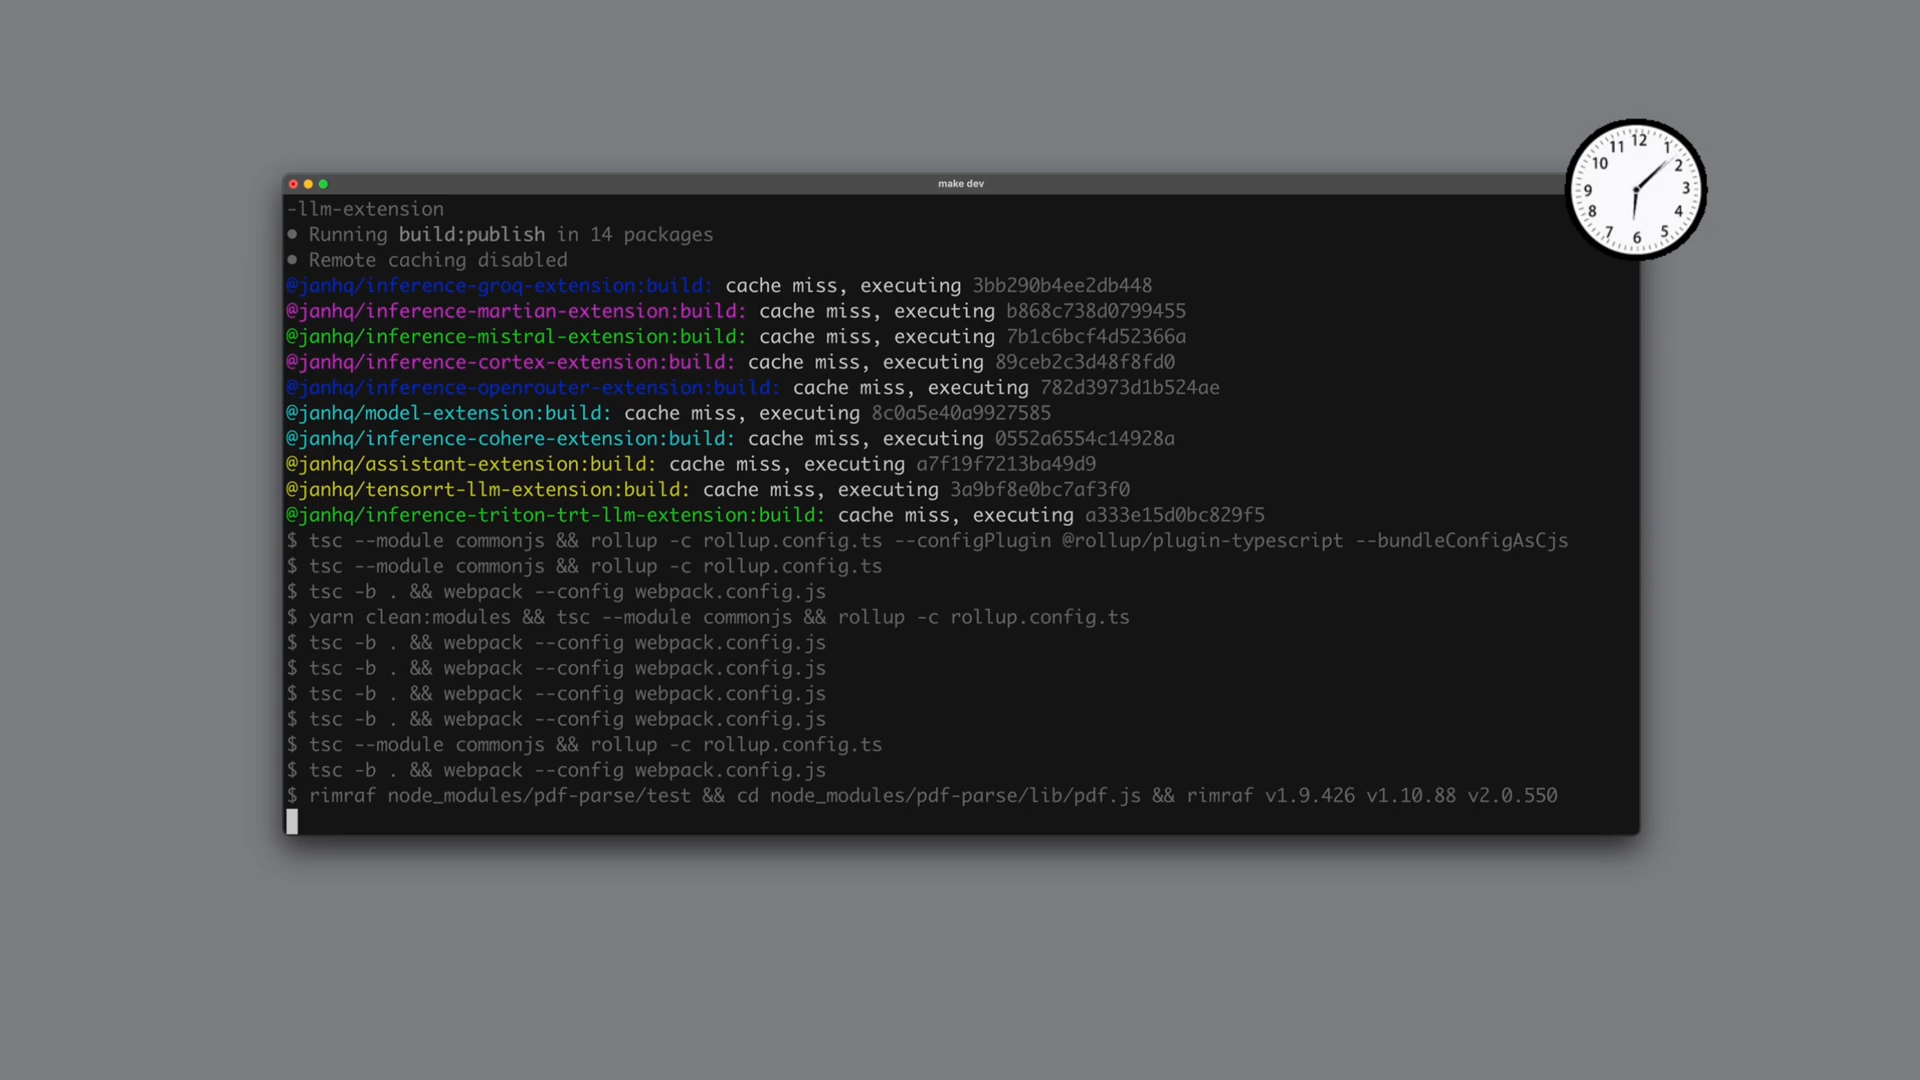 make dev
-llm-extension
● Running build:publish in 14 packages
● Remote caching disabled
@janhq/inference-groq-extension:build: cache miss, executing 3bb290b4ee2db448
@janhq/inference-martian-extension:build: cache miss, executing b868c738d0799455
@janhq/inference-mistral-extension:build: cache miss, executing 7b1c6bcf4d52366a
@janhq/inference-cortex-extension:build: cache miss, executing 89ceb2c3d48f8fd0
@janhq/inference-openrouter-extension:build: cache miss, executing 782d3973d1b524ae
@janhq/model-extension:build: cache miss, executing 8c0a5e40a9927585
@janhq/inference-cohere-extension:build: cache miss, executing 0552a6554c14928a
@janhq/assistant-extension:build: cache miss, executing a7f19f7213ba49d9
@janhq/tensorrt-llm-extension:build: cache miss, executing 3a9bf8e0bc7af3f0
@janhq/inference-triton-trt-llm-extension:build: cache miss, executing a333e15d0bc829f5
$ tsc --module commonjs && rollup -c rollup.config.ts --configPlugin @rollup/plugin-typescript --bundleConfigAsCjs
$ tsc --module commonjs && rollup -c rollup.config.ts
$ tsc -b . && webpack --config webpack.config.js
$ yarn clean:modules && tsc --module commonjs && rollup -c rollup.config.ts
$ tsc -b . && webpack --config webpack.config.js
$ tsc -b . && webpack --config webpack.config.js
$ tsc -b . && webpack --config webpack.config.js
$ tsc -b . && webpack --config webpack.config.js
$ tsc --module commonjs && rollup -c rollup.config.ts
$ tsc -b . && webpack --config webpack.config.js
$ rimraf node_modules/pdf-parse/test && cd node_modules/pdf-parse/lib/pdf.js && rimraf v1.9.426 v1.10.88 v2.0.550
12
1
2
3
4
5
6
7
8
9
10
11